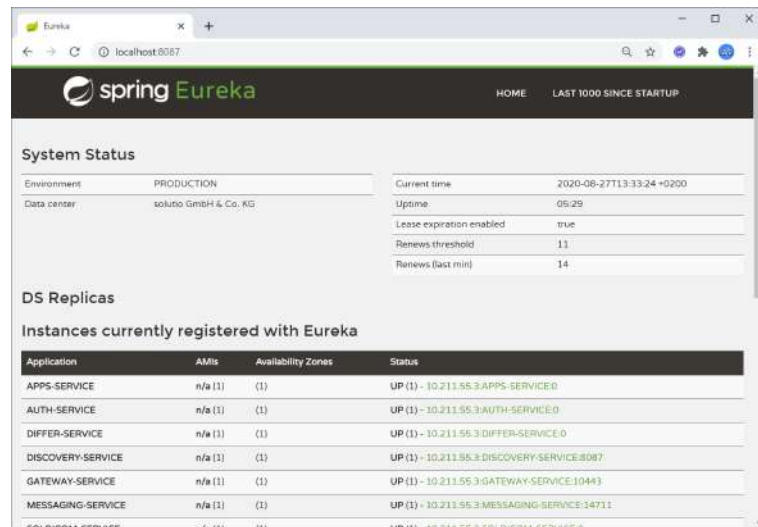 Eureka
localhost:8087
spring Eureka
HOME LAST 1000 SINCE STARTUP
System Status
Environment PRODUCTION
Data center solutio GmbH & Co. KG
Current time 2020-08-27T13:33:24 +0200
Uptime 05:29
Lease expiration enabled true
Renews threshold 11
Renews (last min) 14
DS Replicas
Instances currently registered with Eureka
Application AMIs Availability Zones Status
APPS-SERVICE n/a (1) (1) UP (1) - 10.211.55.3:APPS-SERVICE:0
AUTH-SERVICE n/a (1) (1) UP (1) - 10.211.55.3:AUTH-SERVICE:0
DIFFER-SERVICE n/a (1) (1) UP (1) - 10.211.55.3:DIFFER-SERVICE:0
DISCOVERY-SERVICE n/a (1) (1) UP (1) - 10.211.55.3:DISCOVERY-SERVICE:8087
GATEWAY-SERVICE n/a (1) (1) UP (1) - 10.211.55.3:GATEWAY-SERVICE:10443
MESSAGING-SERVICE n/a (1) (1) UP (1) - 10.211.55.3:MESSAGING-SERVICE:14711